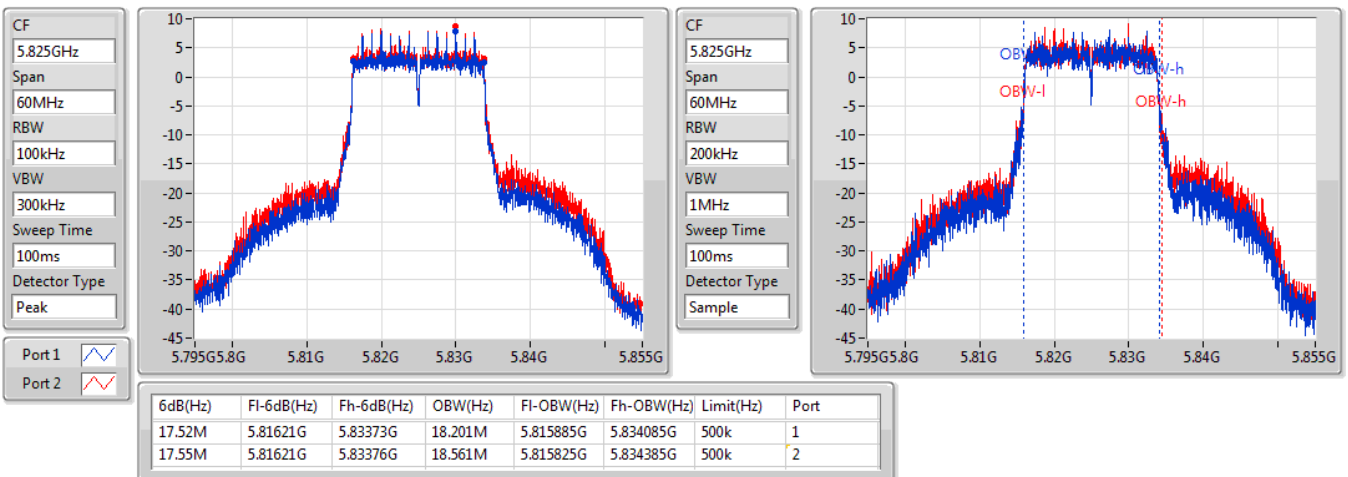 CF
5.825GHz
Span
60MHz
RBW
100kHz
VBW
300kHz
Sweep Time
100ms
Detector Type
Peak
Port 1
Port 2
10
5
0
-5
-10
-15
-20
-25
-30
-35
-40
-45
5.795G 5.8G 5.81G 5.82G 5.83G 5.84G 5.855G
CF
5.825GHz
Span
60MHz
RBW
200kHz
VBW
1MHz
Sweep Time
100ms
Detector Type
Sample
10
5
0
-5
-10
-15
-20
-25
-30
-35
-40
-45
OBW-h
OBW-l
OBW-h
5.795G 5.8G 5.81G 5.82G 5.83G 5.84G 5.855G
6dB(Hz) Fl-6dB(Hz) Fh-6dB(Hz) OBW(Hz) Fl-OBW(Hz) Fh-OBW(Hz) Limit(Hz) Port
17.52M 5.81621G 5.83373G 18.201M 5.815885G 5.834085G 500k 1
17.55M 5.81621G 5.83376G 18.561M 5.815825G 5.834385G 500k 2